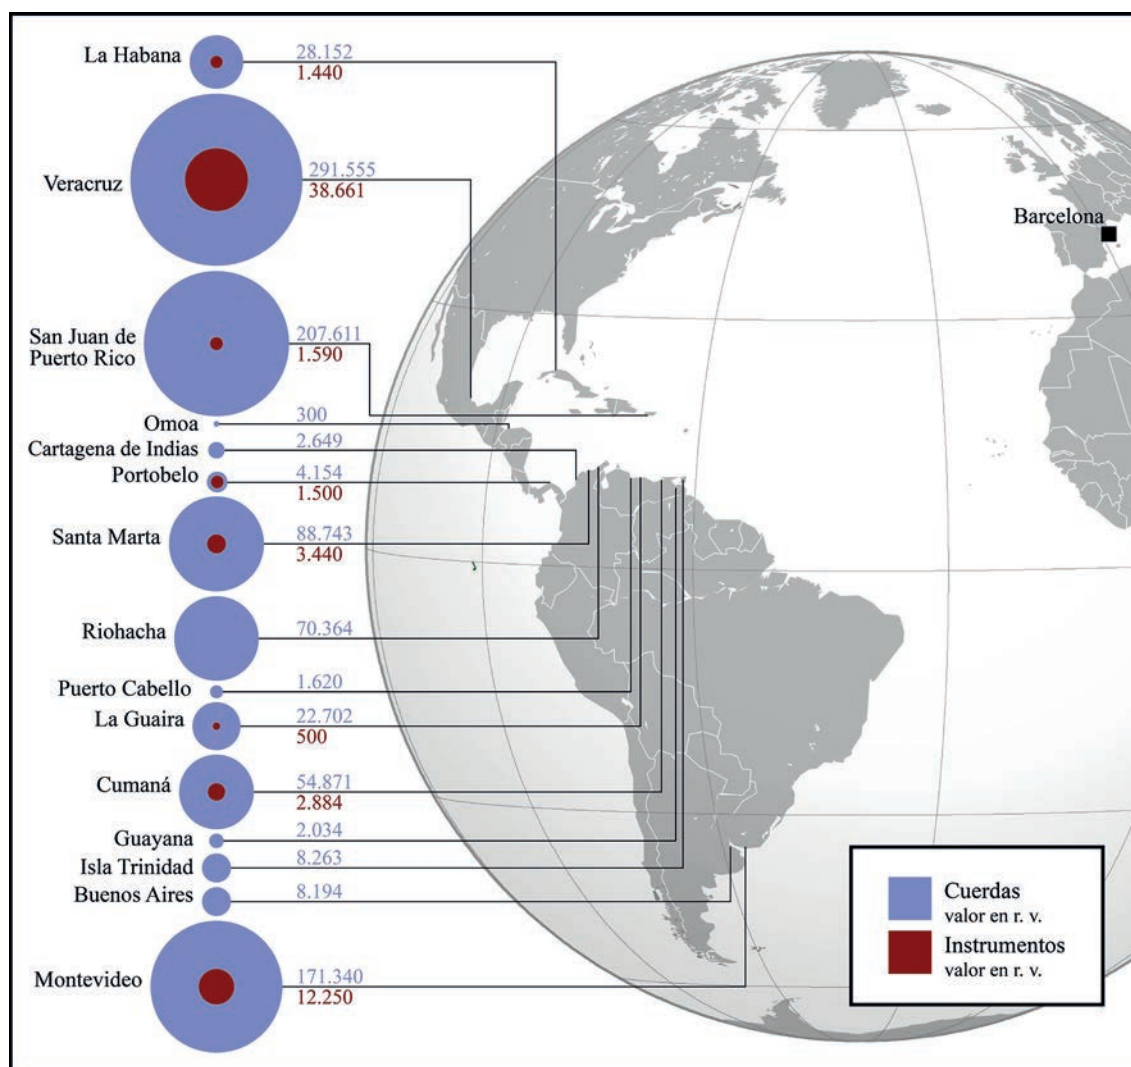 La Habana
28.152
1.440
Veracruz
291.555
38.661
Barcelona
San Juan de
Puerto Rico
207.611
1.590
Omoa
300
Cartagena de Indias
2.649
Portobelo
4.154
1.500
Santa Marta
88.743
3.440
Riohacha
70.364
Puerto Cabello
1.620
La Guaira
22.702
500
Cumaná
54.871
2.884
Guayana
2.034
Isla Trinidad
8.263
Buenos Aires
8.194
Montevideo
171.340
12.250
Cuerdas
valor en r. v.
Instrumentos
valor en r. v.